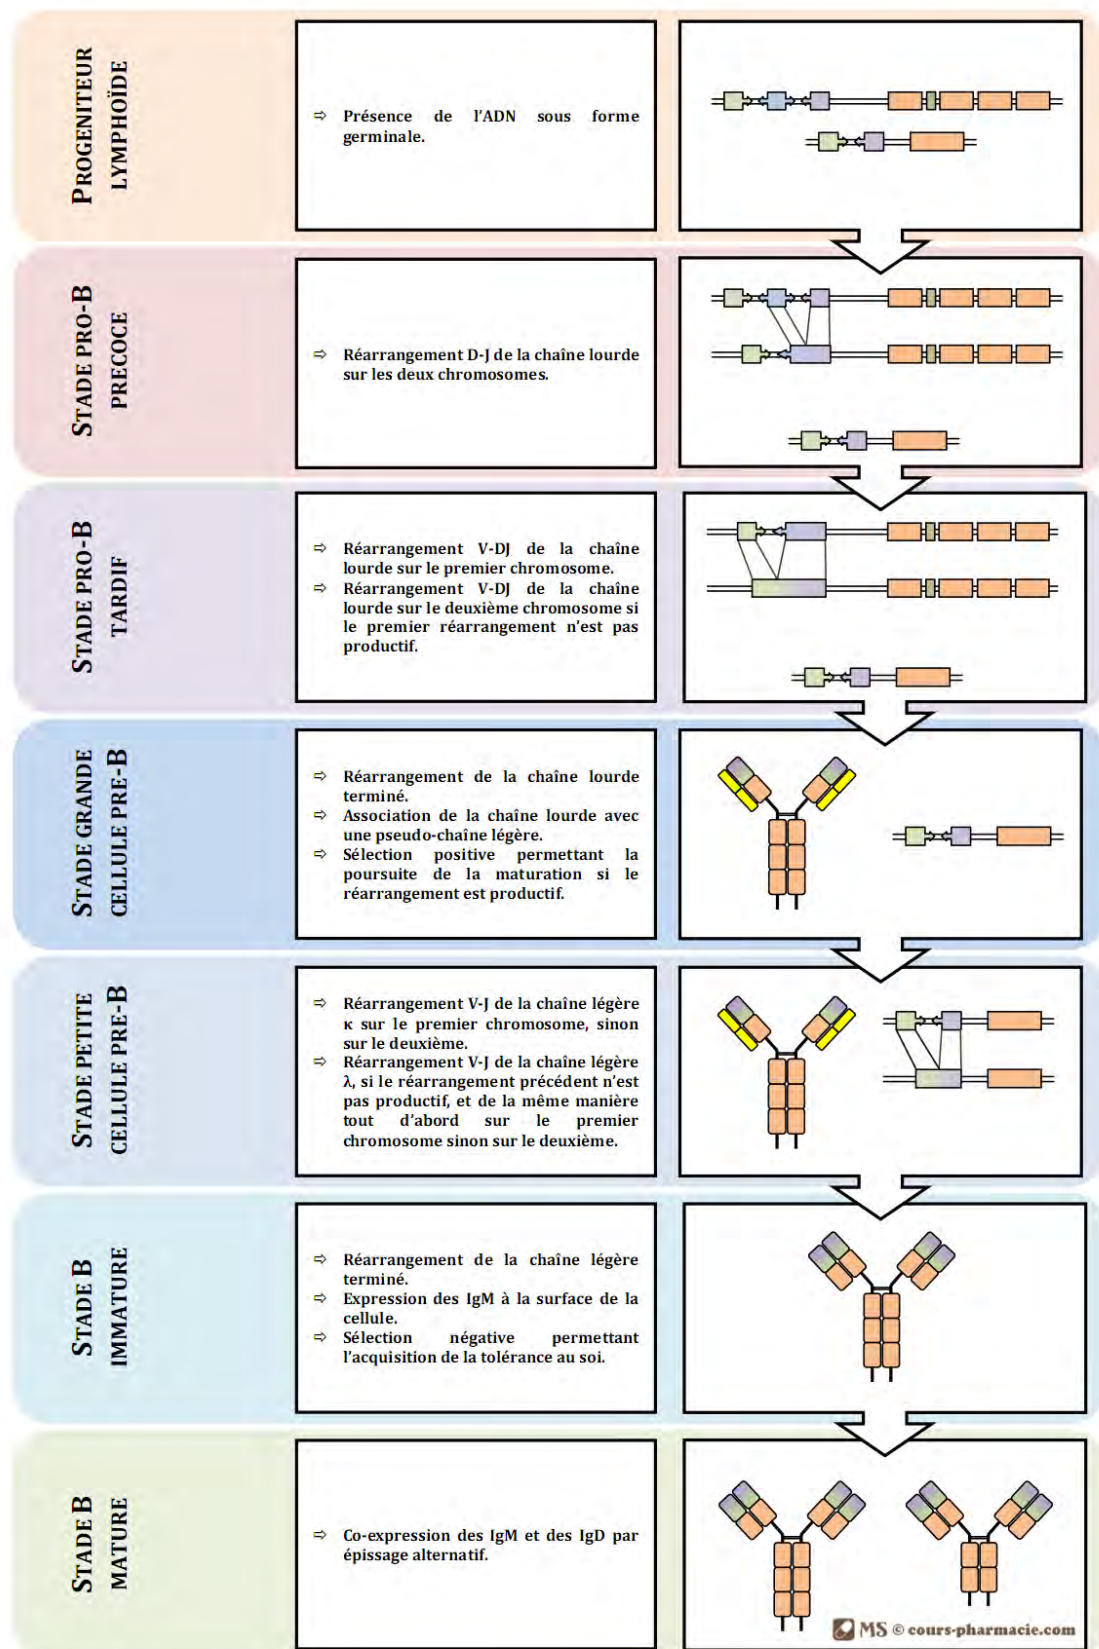 PROGENITEUR
LYMPHOÏDE
⇨ Présence de l'ADN sous forme
germinale.
STADE PRO-B
PRECOCE
⇨ Réarrangement D-J de la chaîne lourde
sur les deux chromosomes.
STADE PRO-B
TARDIF
⇨ Réarrangement V-DJ de la chaîne
lourde sur le premier chromosome.
⇨ Réarrangement V-DJ de la chaîne
lourde sur le deuxième chromosome si
le premier réarrangement n'est pas
productif.
STADE GRANDE
CELLULE PRE-B
⇨ Réarrangement de la chaîne lourde
terminé.
⇨ Association de la chaîne lourde avec
une pseudo-chaîne légère.
⇨ Sélection positive permettant la
poursuite de la maturation si le
réarrangement est productif.
STADE PETITE
CELLULE PRE-B
⇨ Réarrangement V-J de la chaîne légère
κ sur le premier chromosome, sinon
sur le deuxième.
⇨ Réarrangement V-J de la chaîne légère
λ, si le réarrangement précédent n'est
pas productif, et de la même manière
tout d'abord sur le premier
chromosome sinon sur le deuxième.
STADE B
IMMATURE
⇨ Réarrangement de la chaîne légère
terminé.
⇨ Expression des IgM à la surface de la
cellule.
⇨ Sélection négative permettant
l'acquisition de la tolérance au soi.
STADE B
MATURE
⇨ Co-expression des IgM et des IgD par
épissage alternatif.
MS © cours-pharmacie.com